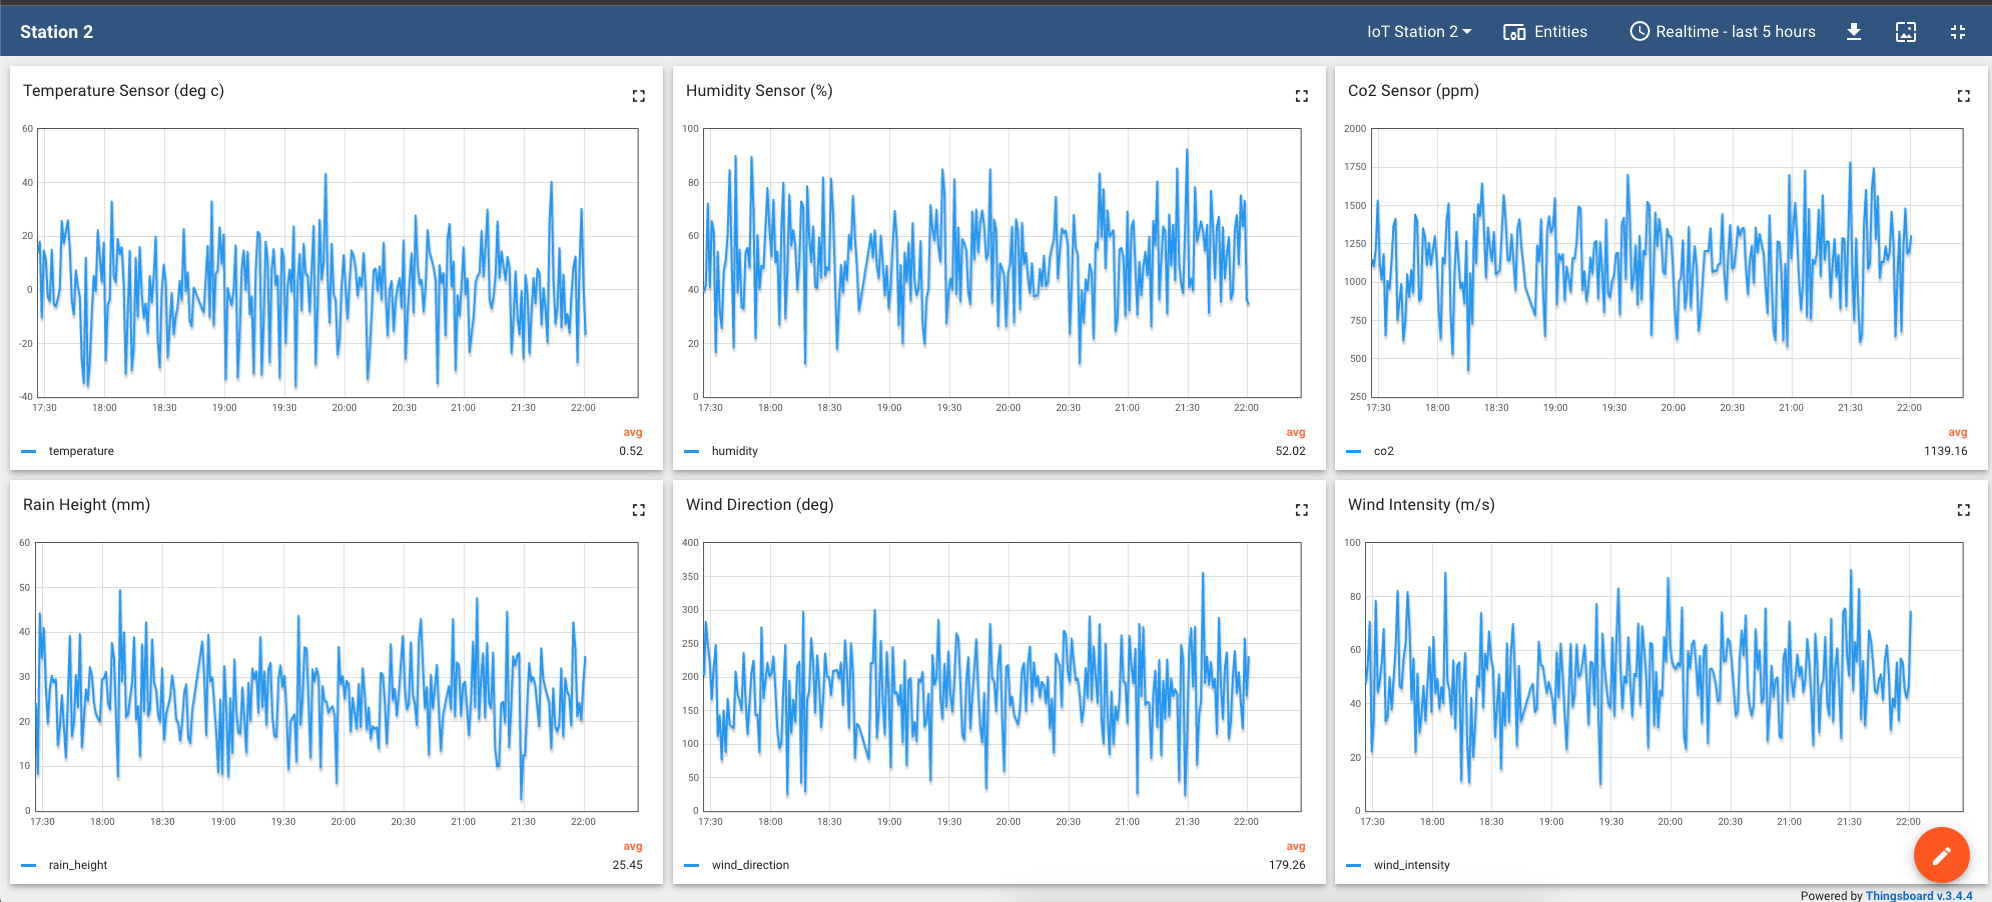 Station 2
IoT Station 2
Entities
Realtime - last 5 hours
Temperature Sensor (deg c)
60
40
20
0
-20
-40
17:30 18:00 18:30 19:00 19:30 20:00 20:30 21:00 21:30 22:00
avg
temperature 0.52
Humidity Sensor (%)
100
80
60
40
20
0
17:30 18:00 18:30 19:00 19:30 20:00 20:30 21:00 21:30 22:00
avg
humidity 52.02
Co2 Sensor (ppm)
2000
1750
1500
1250
1000
750
500
250
17:30 18:00 18:30 19:00 19:30 20:00 20:30 21:00 21:30 22:00
avg
co2 1139.16
Rain Height (mm)
60
50
40
30
20
10
0
17:30 18:00 18:30 19:00 19:30 20:00 20:30 21:00 21:30 22:00
avg
rain_height 25.45
Wind Direction (deg)
400
350
300
250
200
150
100
50
0
17:30 18:00 18:30 19:00 19:30 20:00 20:30 21:00 21:30 22:00
avg
wind_direction 179.26
Wind Intensity (m/s)
100
80
60
40
20
0
17:30 18:00 18:30 19:00 19:30 20:00 20:30 21:00 21:30 22:00
wind_intensity
Powered by Thingsboard v.3.4.4